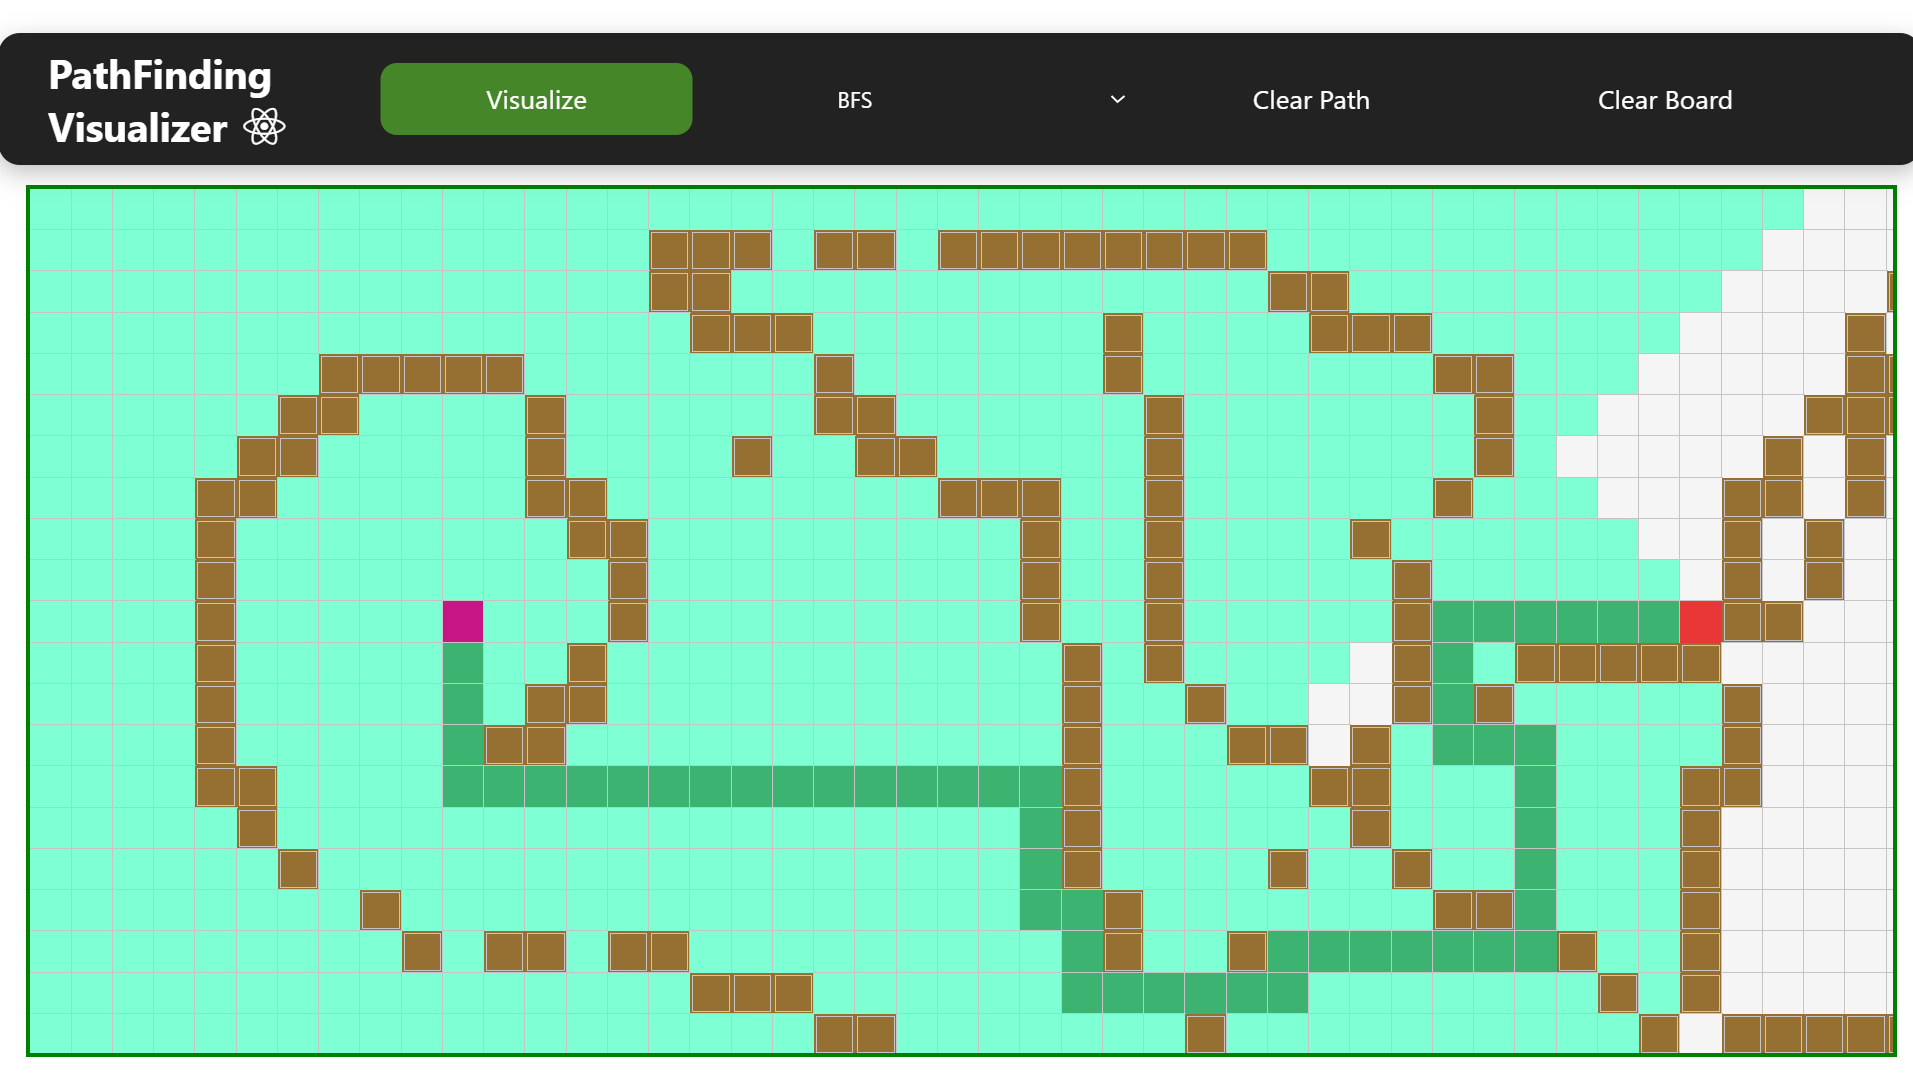 PathFinding
Visualizer
Visualize
BFS
Clear Path
Clear Board